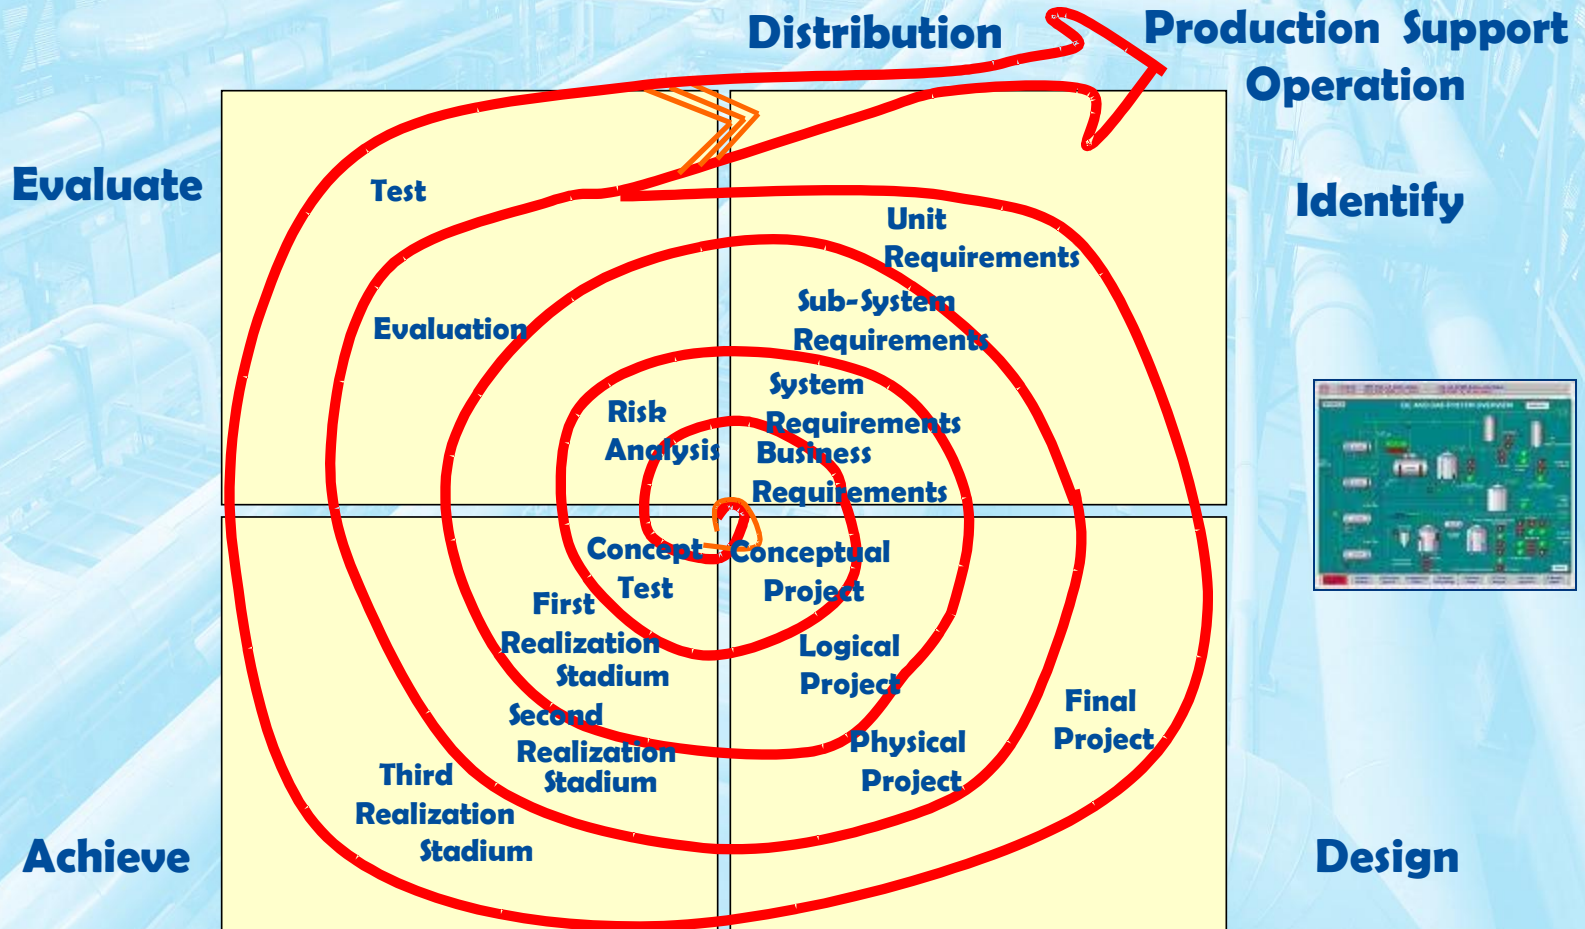 Distribution
Production Support
Operation
Evaluate
Identify
Test
Unit
Requirements
Evaluation
Sub-System
Requirements
Risk
Analysis
System
Requirements
Business
Requirements
Concept
Test
Conceptual
Project
First
Realization
Stadium
Logical
Project
Second
Realization
Stadium
Physical
Project
Final
Project
Third
Realization
Stadium
Achieve
Design